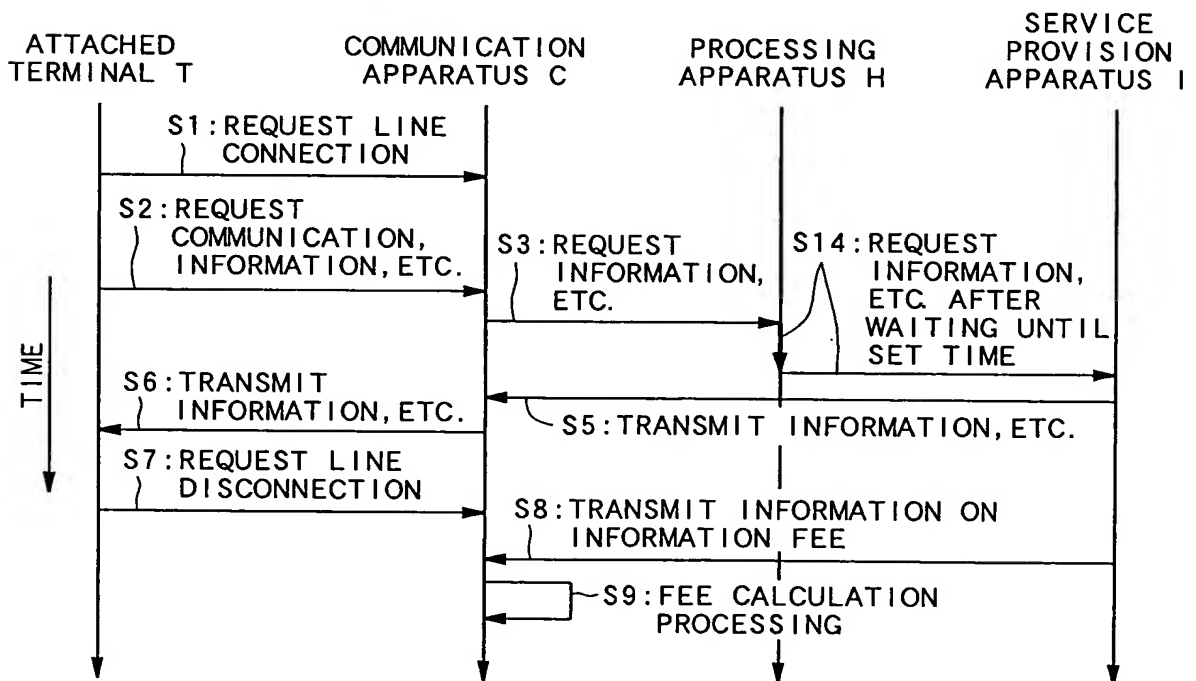 ATTACHED
TERMINAL T
COMMUNICATION
APPARATUS C
PROCESSING
APPARATUS H
SERVICE
PROVISION
APPARATUS I
S1:REQUEST LINE
CONNECTION
S2:REQUEST
COMMUNICATION,
INFORMATION, ETC.
S3:REQUEST
INFORMATION,
ETC.
S14:REQUEST
INFORMATION,
ETC. AFTER
WAITING UNTIL
SET TIME
TIME
S6:TRANSMIT
INFORMATION, ETC.
S5:TRANSMIT INFORMATION, ETC.
S7:REQUEST LINE
DISCONNECTION
S8:TRANSMIT INFORMATION ON
INFORMATION FEE
S9:FEE CALCULATION
PROCESSING